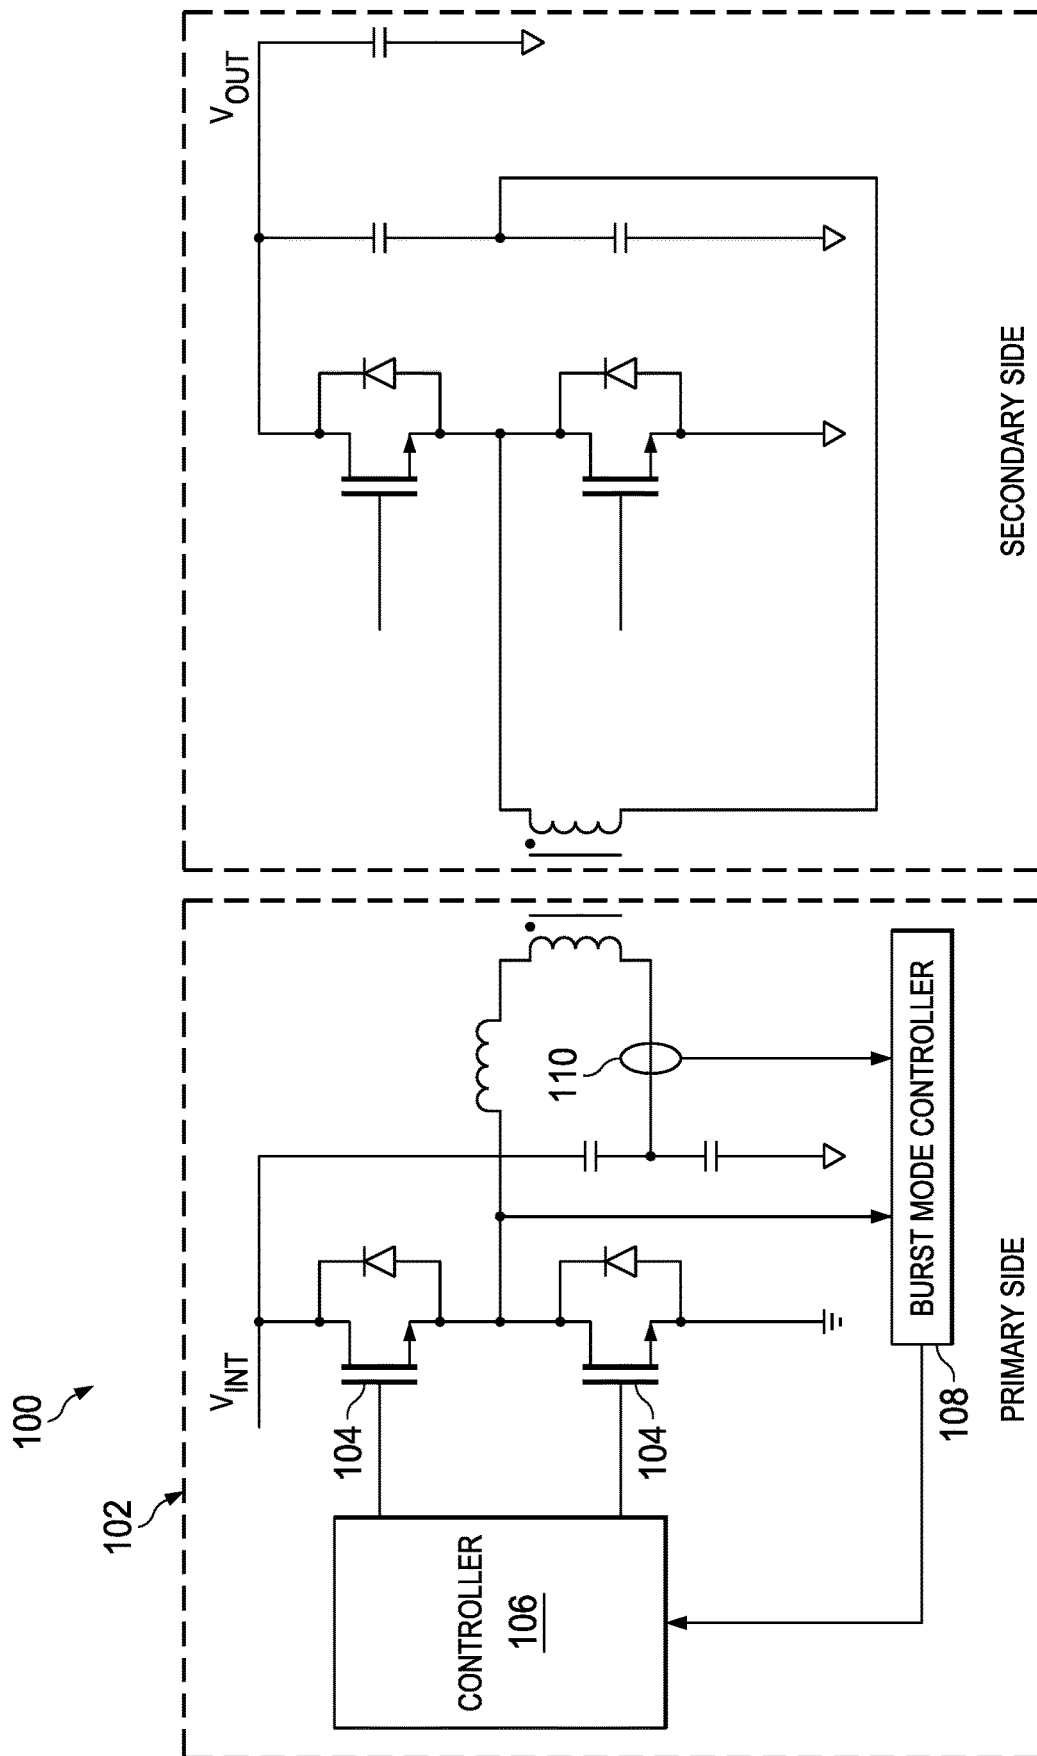 100
102
V_INT
104
104
CONTROLLER
106
110
BURST MODE CONTROLLER
108
PRIMARY SIDE
V_OUT
SECONDARY SIDE